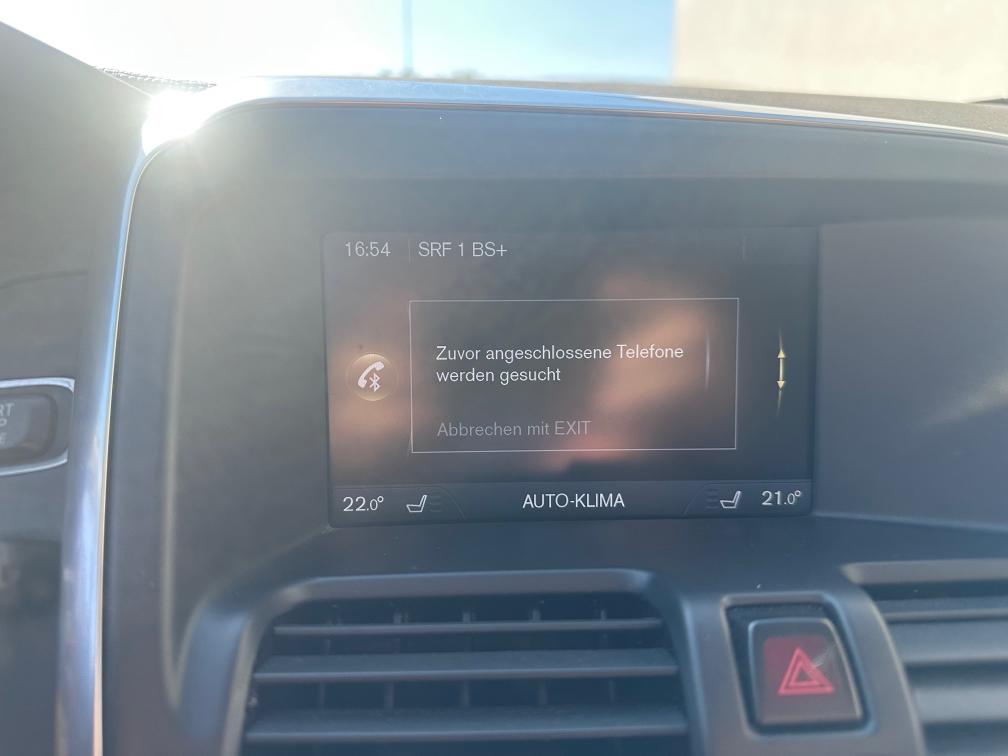 16:54 SRF 1 BS+
Zuvor angeschlossene Telefone
werden gesucht
Abbrechen mit EXIT
22.0° AUTO-KLIMA 21.0°